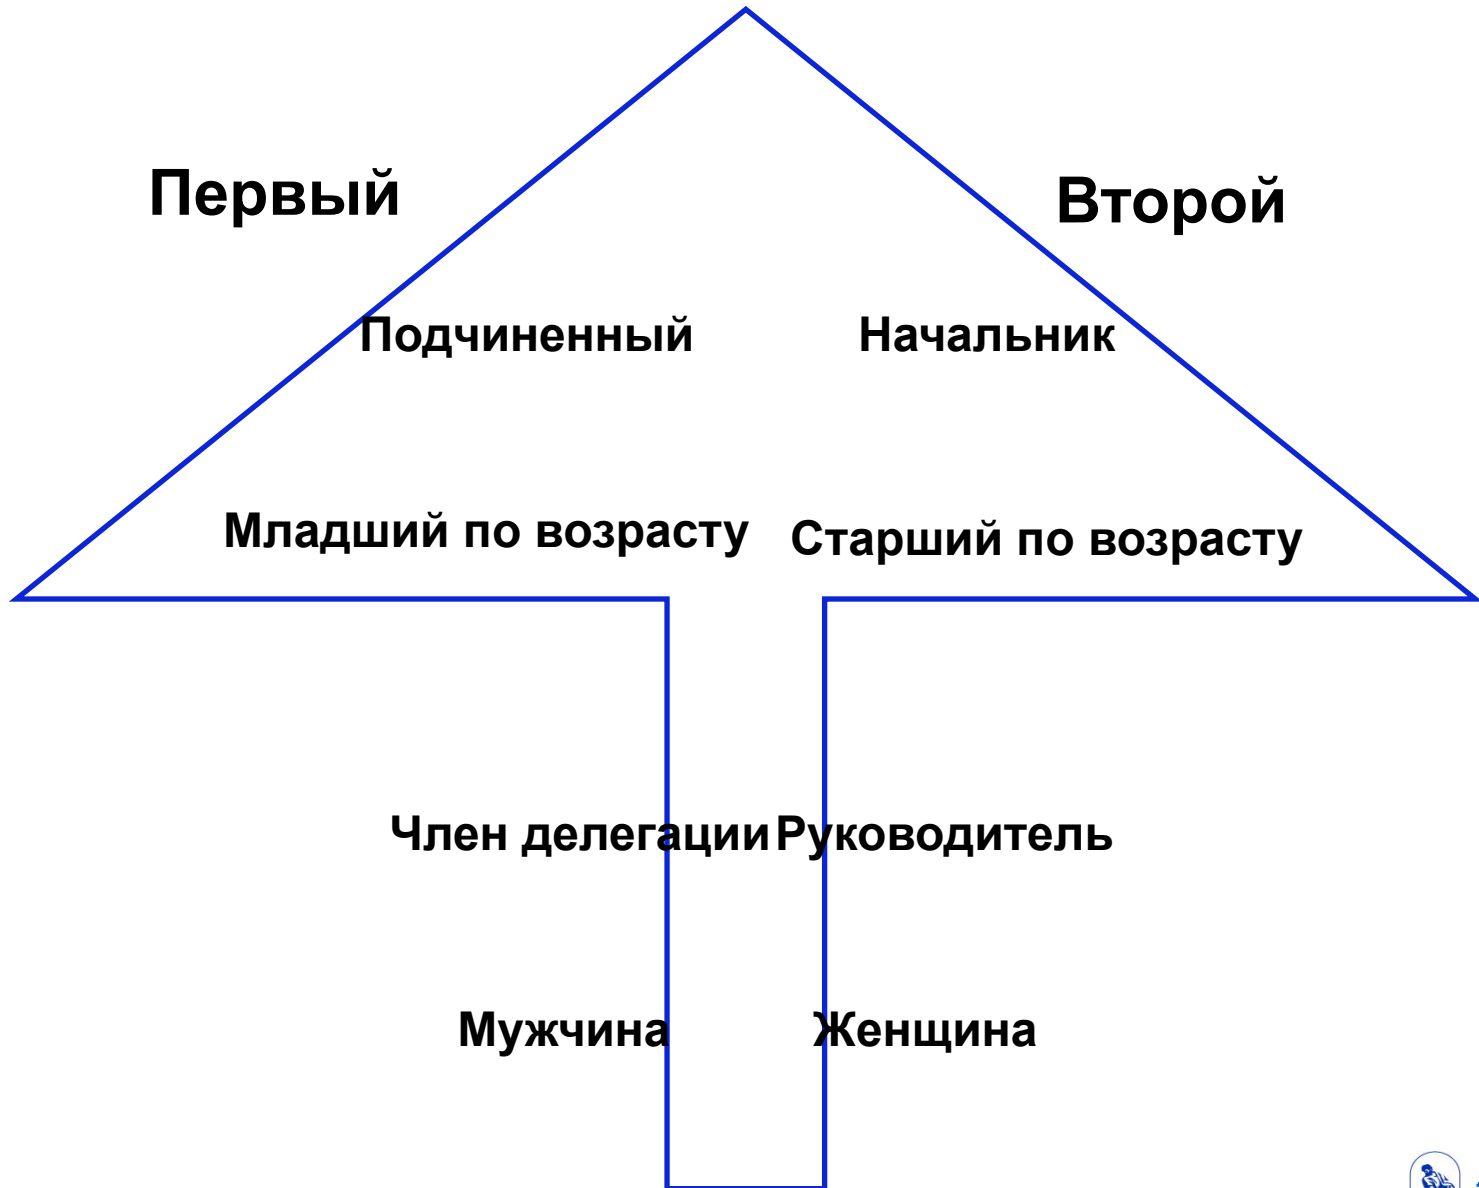 Первый Второй
Подчиненный Начальник
Младший по возрасту Старший по возрасту
Член делегации Руководитель
Мужчина Женщина